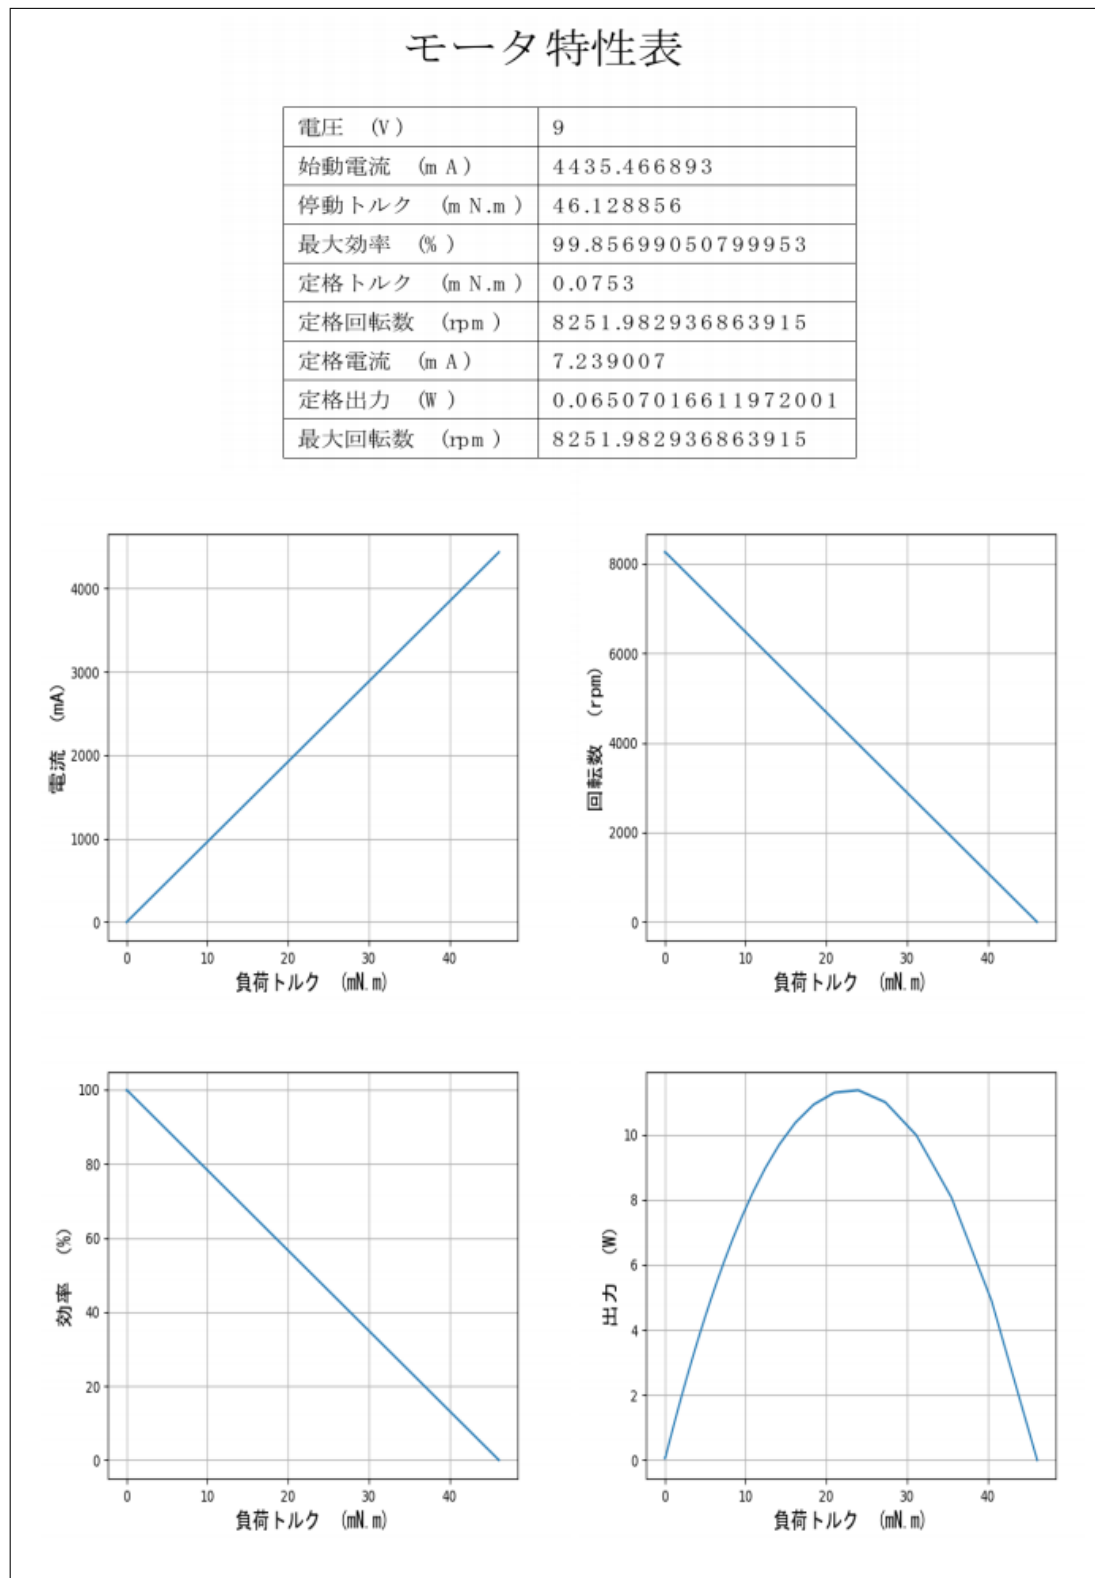 モータ特性表
電圧 (V) 9
始動電流 (mA) 4435.466893
停動トルク (mN.m) 46.128856
最大効率 (%) 99.85699050799953
定格トルク (mN.m) 0.0753
定格回転数 (rpm) 8251.982936863915
定格電流 (mA) 7.239007
定格出力 (W) 0.06507016611972001
最大回転数 (rpm) 8251.982936863915
電流 (mA)
4000
3000
2000
1000
0
0 10 20 30 40
負荷トルク (mN.m)
回転数 (rpm)
8000
6000
4000
2000
0
0 10 20 30 40
負荷トルク (mN.m)
効率 (%)
100
80
60
40
20
0
0 10 20 30 40
負荷トルク (mN.m)
出力 (W)
10
8
6
4
2
0
0 10 20 30 40
負荷トルク (mN.m)